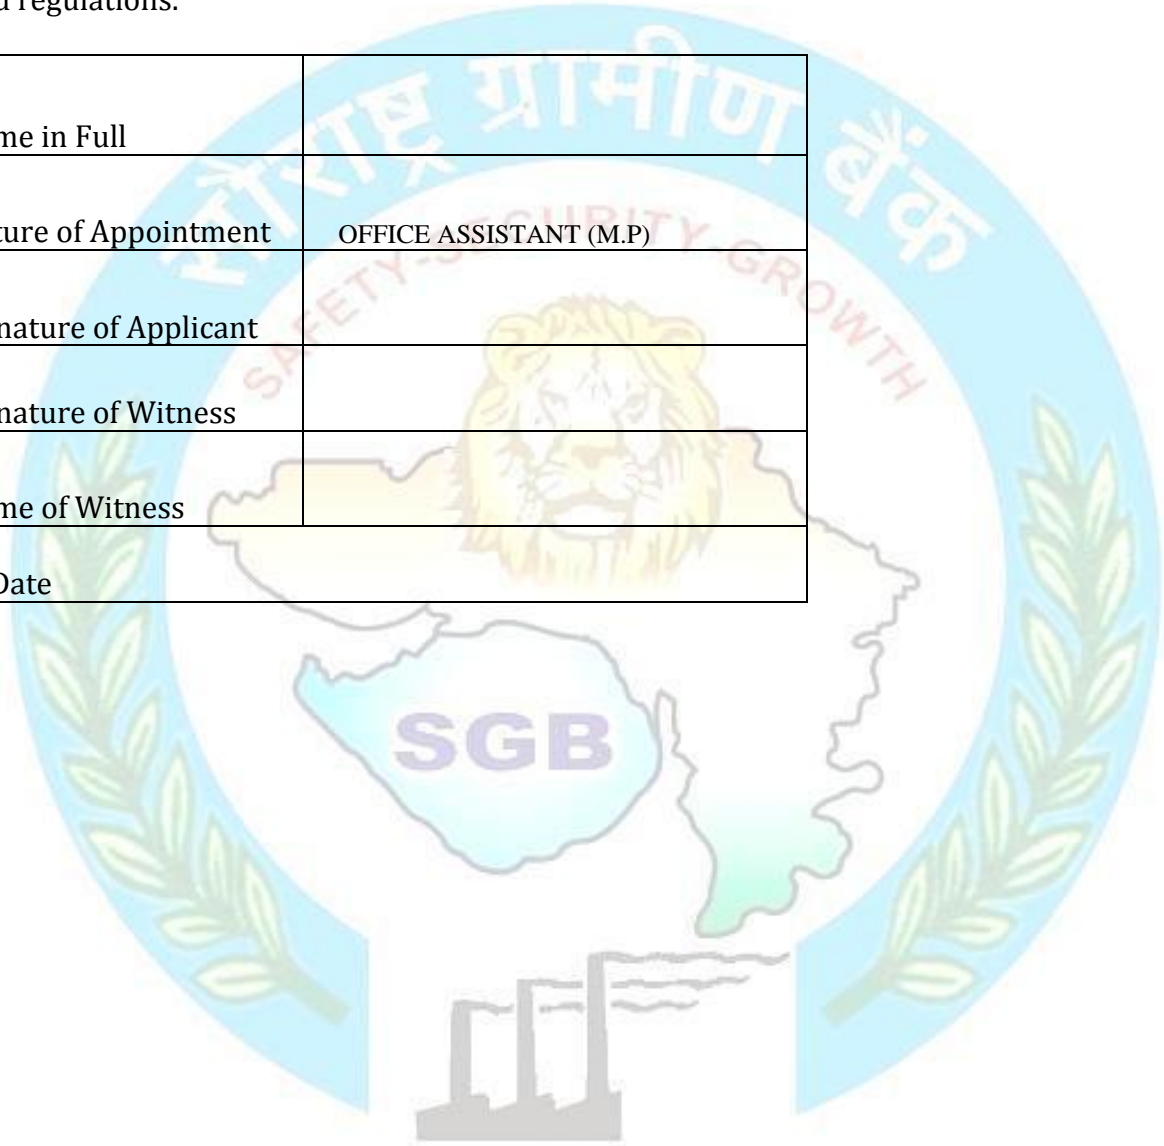 regulations.
सौराष्ट्र ग्रामीण बैंक
me in Full
ture of Appointment OFFICE ASSISTANT (M.P)
SAFETY-SECURITY-GROWTH
nature of Applicant
nature of Witness
me of Witness
Date
SGB